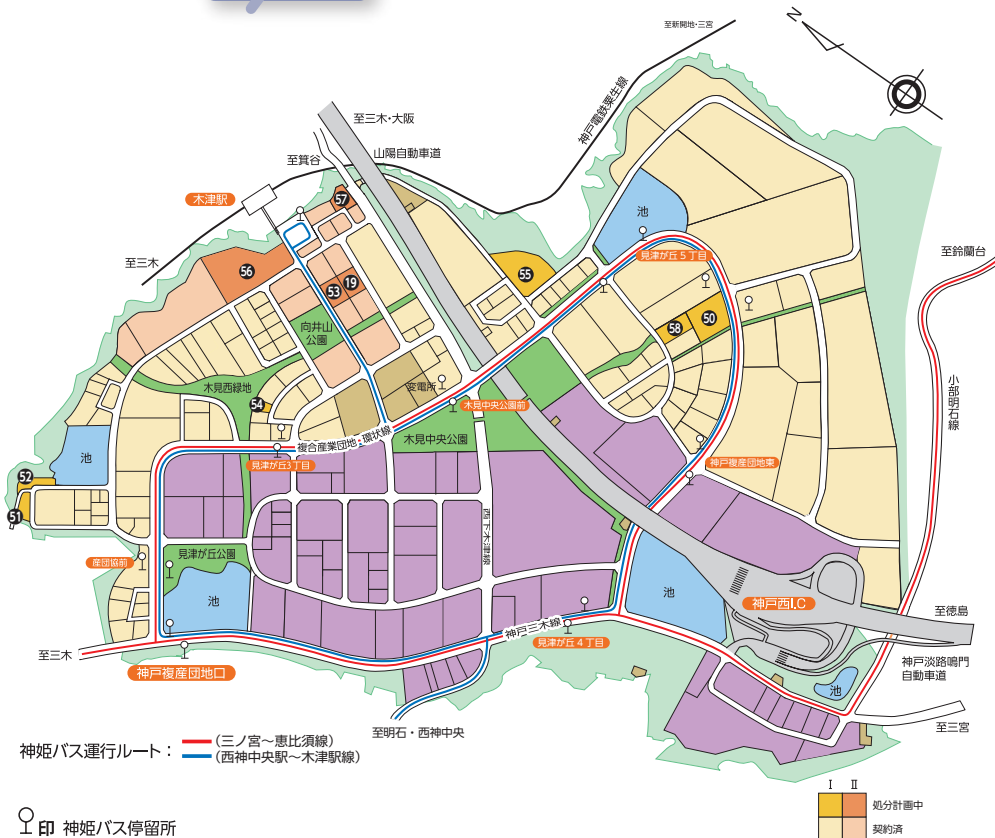 至新開地・三宮
N
神戸電鉄粟生線
至三木・大阪
山陽自動車道
至箕谷
木津駅
57
池
至三木
56
55
見津が丘5丁目
至鈴蘭台
53
19
50
58
向井山
公園
小部明石線
変電所
木見西緑地
54
木見中央公園前
複合産業団地・環状線
木見中央公園
見津が丘3丁目
神戸複産団地東
池
52
51
西下木津線
見津が丘公園
産団協前
池
池
神戸西I.C
神戸三木線
見津が丘4丁目
至徳島
至三木
神戸複産団地口
神戸淡路鳴門
自動車道
池
至三宮
至明石・西神中央
神姫バス運行ルート：
(三ノ宮～恵比須線)
(西神中央駅～木津駅線)
印 神姫バス停留所
I II
処分計画中
契約済